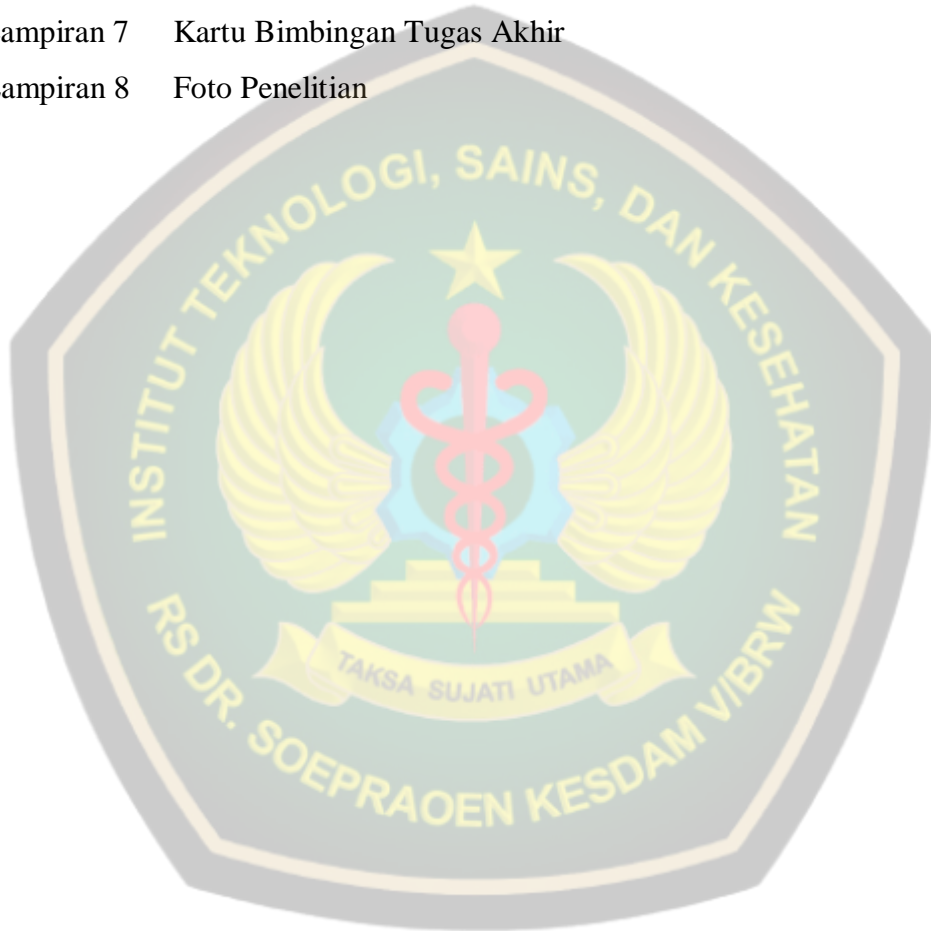 ampiran 7 Kartu Bimbingan Tugas Akhir
ampiran 8 Foto Penelitian
INSTITUT TEKNOLOGI, SAINS, DAN KESEHATAN
TAKSA SUJATI UTAMA
RS DR. SOEPRAOEN KESDAM V/BRW